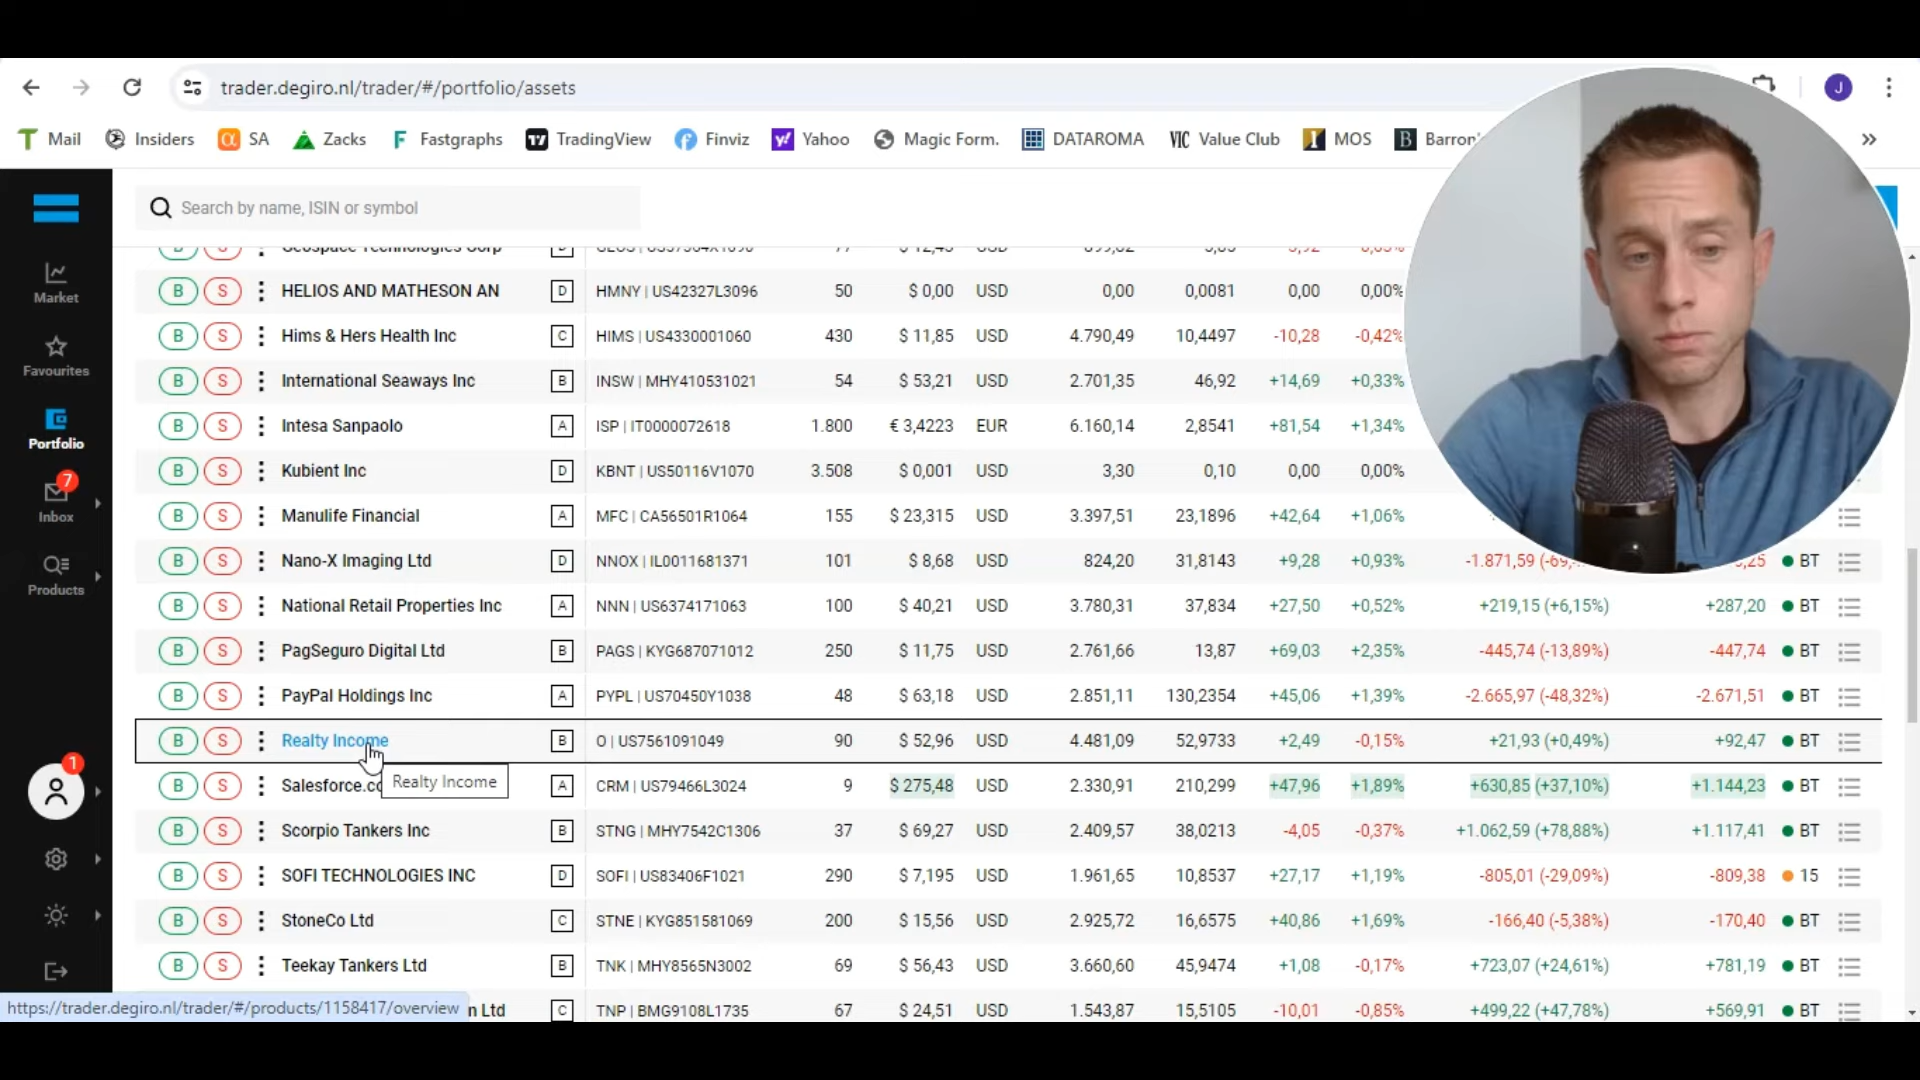 trader.degiro.nl/trader/#/portfolio/assets J
Mail Insiders SA Zacks Fastgraphs TradingView Finviz Yahoo Magic Form. DATAROMA VIC Value Club MOS Barron' »
Search by name, ISIN or symbol
Geospace Technologies Corp
B S HELIOS AND MATHESON AN D HMNY | US42327L3096 50 $ 0,00 USD 0,00 0,0081 0,00 0,00%
Market
B S Hims & Hers Health Inc C HIMS | US4330001060 430 $ 11,85 USD 4.790,49 10,4497 -10,28 -0,42%
Favourites
B S International Seaways Inc B INSW | MHY410531021 54 $ 53,21 USD 2.701,35 46,92 +14,69 +0,33%
B S Intesa Sanpaolo A ISP | IT0000072618 1.800 € 3,4223 EUR 6.160,14 2,8541 +81,54 +1,34%
Portfolio
B S Kubient Inc D KBNT | US50116V1070 3.508 $ 0,001 USD 3,30 0,10 0,00 0,00%
7
Inbox
B S Manulife Financial A MFC | CA56501R1064 155 $ 23,315 USD 3.397,51 23,1896 +42,64 +1,06%
B S Nano-X Imaging Ltd D NNOX | IL0011681371 101 $ 8,68 USD 824,20 31,8143 +9,28 +0,93% -1.871,59 BT
Products
B S National Retail Properties Inc A NNN | US6374171063 100 $ 40,21 USD 3.780,31 37,834 +27,50 +0,52% +219,15 (+6,15%) +287,20 BT
B S PagSeguro Digital Ltd B PAGS | KYG687071012 250 $ 11,75 USD 2.761,66 13,87 +69,03 +2,35% -445,74 (-13,89%) -447,74 BT
B S PayPal Holdings Inc A PYPL | US70450Y1038 48 $ 63,18 USD 2.851,11 130,2354 +45,06 +1,39% -2.665,97 (-48,32%) -2.671,51 BT
B S Realty Income B O | US7561091049 90 $ 52,96 USD 4.481,09 52,9733 +2,49 -0,15% +21,93 (+0,49%) +92,47 BT
1
Realty Income
B S Salesforce.co A CRM | US79466L3024 9 $ 275,48 USD 2.330,91 210,299 +47,96 +1,89% +630,85 (+37,10%) +1.144,23 BT
B S Scorpio Tankers Inc B STNG | MHY7542C1306 37 $ 69,27 USD 2.409,57 38,0213 -4,05 -0,37% +1.062,59 (+78,88%) +1.117,41 BT
B S SOFI TECHNOLOGIES INC D SOFI | US83406F1021 290 $ 7,195 USD 1.961,65 10,8537 +27,17 +1,19% -805,01 (-29,09%) -809,38 15
B S StoneCo Ltd C STNE | KYG851581069 200 $ 15,56 USD 2.925,72 16,6575 +40,86 +1,69% -166,40 (-5,38%) -170,40 BT
B S Teekay Tankers Ltd B TNK | MHY8565N3002 69 $ 56,43 USD 3.660,60 45,9474 +1,08 -0,17% +723,07 (+24,61%) +781,19 BT
https://trader.degiro.nl/trader/#/products/1158417/overview n Ltd C TNP | BMG9108L1735 67 $ 24,51 USD 1.543,87 15,5105 -10,01 -0,85% +499,22 (+47,78%) +569,91 BT